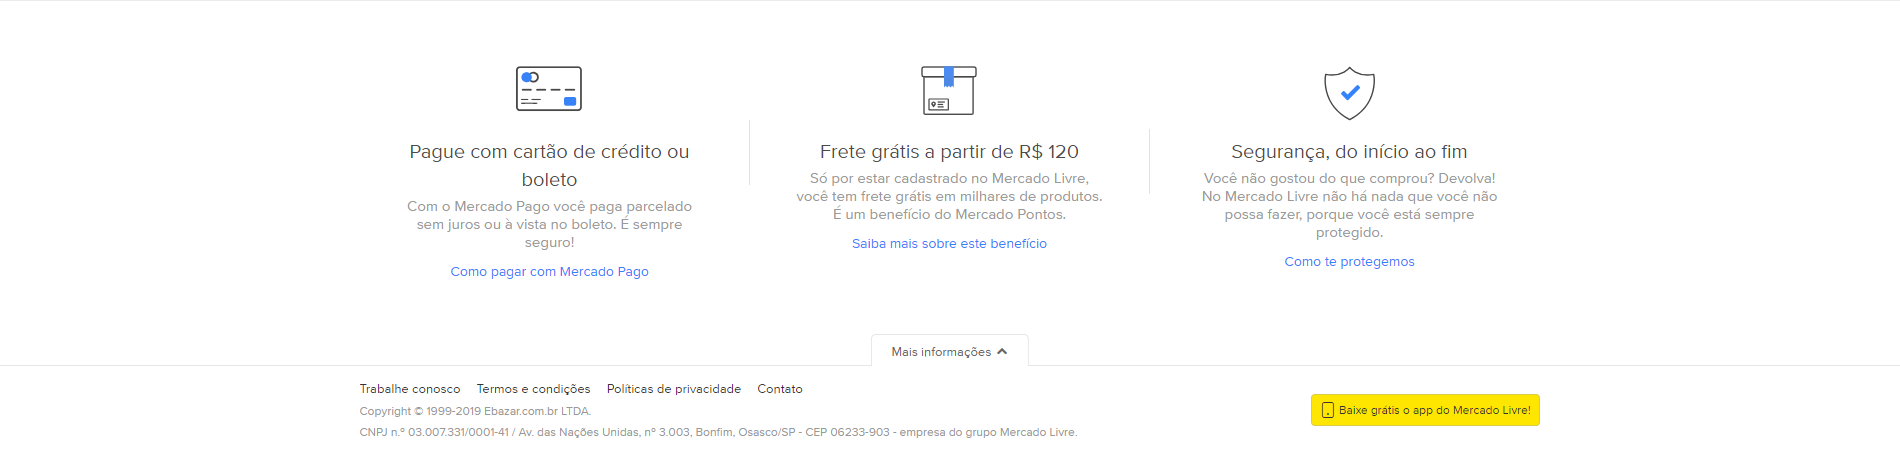 Pague com cartão de crédito ou
boleto
Com o Mercado Pago você paga parcelado
sem juros ou à vista no boleto. É sempre
seguro!
Como pagar com Mercado Pago
Frete grátis a partir de R$ 120
Só por estar cadastrado no Mercado Livre,
você tem frete grátis em milhares de produtos.
É um benefício do Mercado Pontos.
Saiba mais sobre este benefício
Segurança, do início ao fim
Você não gostou do que comprou? Devolva!
No Mercado Livre não há nada que você não
possa fazer, porque você está sempre
protegido.
Como te protegemos
Mais informações
Trabalhe conosco Termos e condições Políticas de privacidade Contato
Copyright © 1999-2019 Ebazar.com.br LTDA.
CNPJ n.º 03.007.331/0001-41 / Av. das Nações Unidas, nº 3.003, Bonfim, Osasco/SP - CEP 06233-903 - empresa do grupo Mercado Livre.
Baixe grátis o app do Mercado Livre!